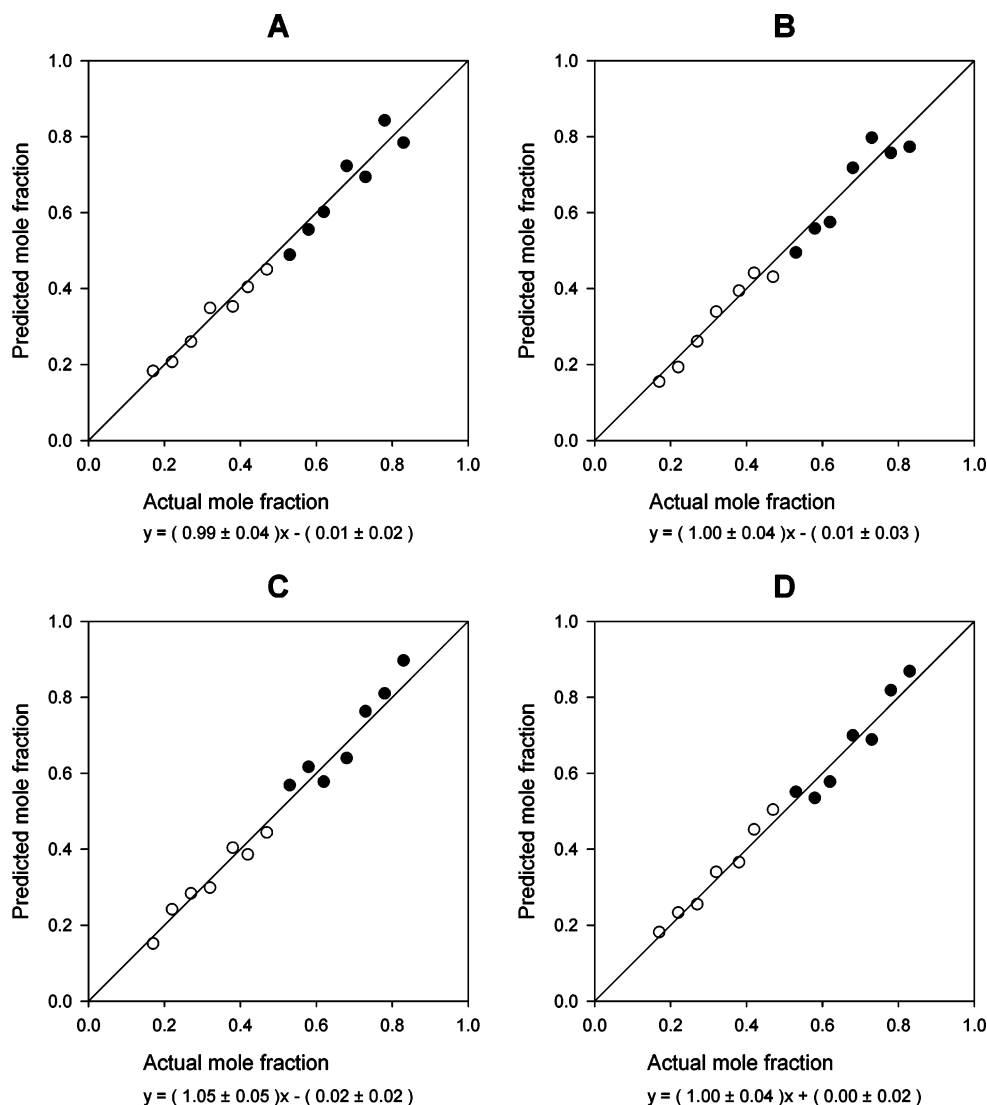 A
B
Predicted mole fraction
1.0
0.8
0.6
0.4
0.2
0.0
0.0 0.2 0.4 0.6 0.8 1.0
Actual mole fraction
y = ( 0.99 ± 0.04 )x - ( 0.01 ± 0.02 )
Predicted mole fraction
1.0
0.8
0.6
0.4
0.2
0.0
0.0 0.2 0.4 0.6 0.8 1.0
Actual mole fraction
y = ( 1.00 ± 0.04 )x - ( 0.01 ± 0.03 )
C
D
Predicted mole fraction
1.0
0.8
0.6
0.4
0.2
0.0
0.0 0.2 0.4 0.6 0.8 1.0
Actual mole fraction
y = ( 1.05 ± 0.05 )x - ( 0.02 ± 0.02 )
Predicted mole fraction
1.0
0.8
0.6
0.4
0.2
0.0
0.0 0.2 0.4 0.6 0.8 1.0
Actual mole fraction
y = ( 1.00 ± 0.04 )x + ( 0.00 ± 0.02 )